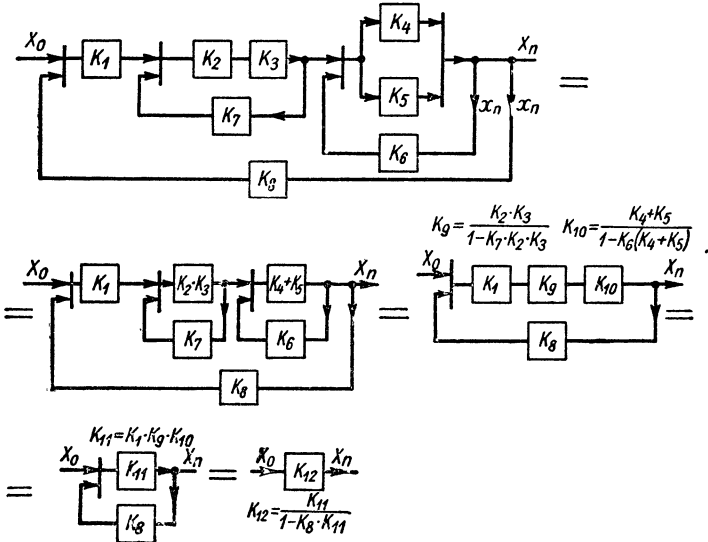 X₀ K₁ K₂ K₃ K₄ Xₙ
K₅
K₇ xₙ xₙ =
K₆
K₈
K₉ = K₂·K₃ / 1-K₇·K₂·K₃ K₁₀ = K₄+K₅ / 1-K₆(K₄+K₅) .
= X₀ K₁ K₂·K₃ K₄+K₅ Xₙ
K₇ K₆
K₈
= X₀ K₁ K₉ K₁₀ Xₙ
K₈ =
K₁₁=K₁·K₉·K₁₀
= X₀ K₁₁ Xₙ = X₀ K₁₂ Xₙ
K₈
K₁₂ = K₁₁ / 1-K₈·K₁₁